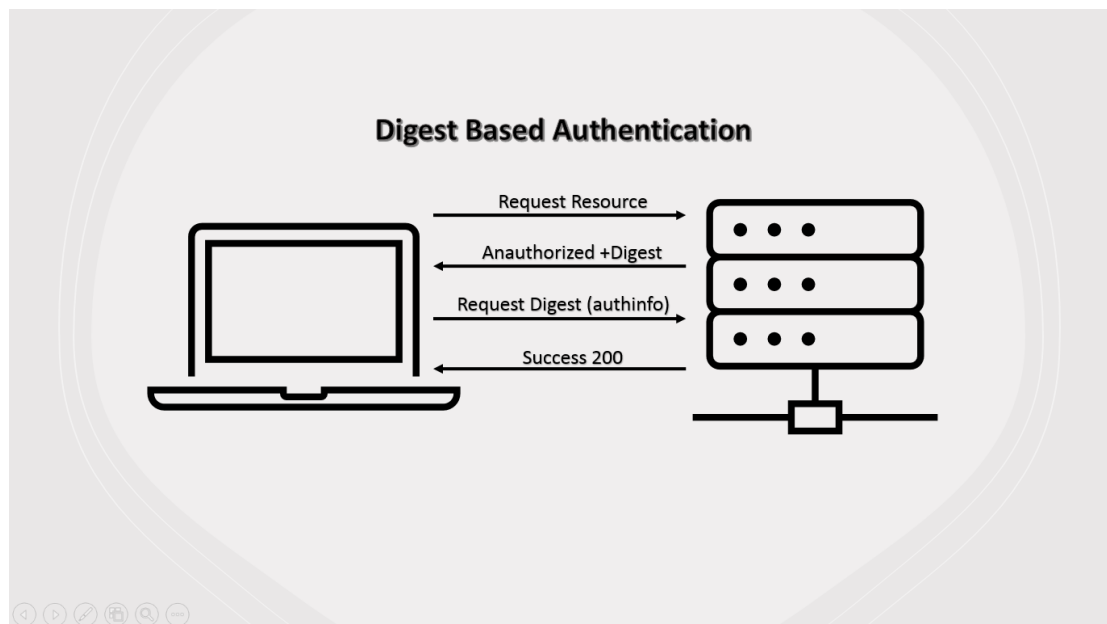 Digest Based Authentication
Request Resource
Anauthorized +Digest
Request Digest (authinfo)
Success 200